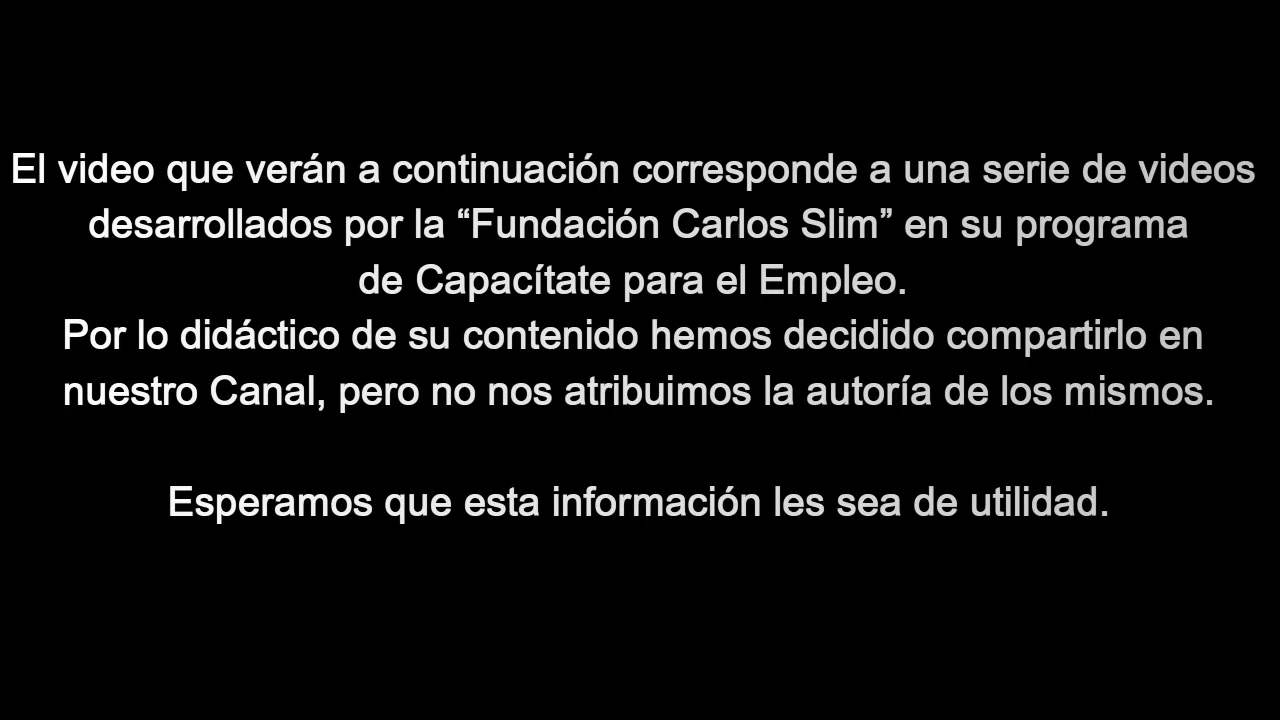 El video que verán a continuación corresponde a una serie de videos
desarrollados por la “Fundación Carlos Slim” en su programa
de Capacítate para el Empleo.
Por lo didáctico de su contenido hemos decidido compartirlo en
nuestro Canal, pero no nos atribuimos la autoría de los mismos.
Esperamos que esta información les sea de utilidad.